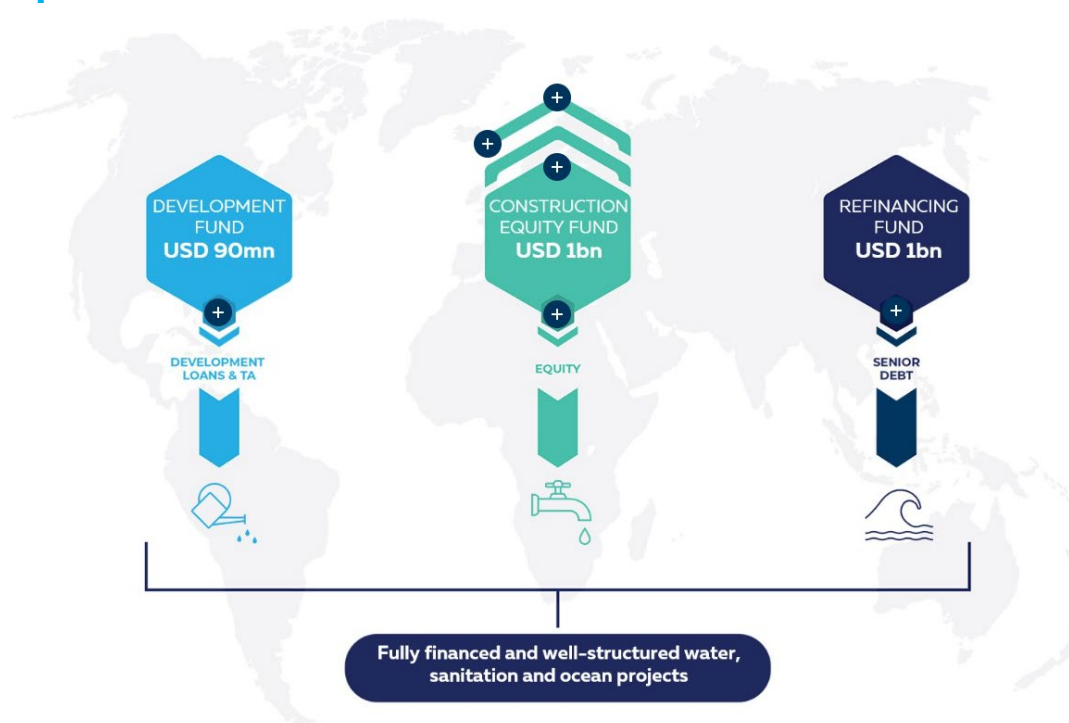 DEVELOPMENT
FUND
USD 90mn
DEVELOPMENT
LOANS & TA
CONSTRUCTION
EQUITY FUND
USD 1bn
EQUITY
REFINANCING
FUND
USD 1bn
SENIOR
DEBT
Fully financed and well-structured water,
sanitation and ocean projects